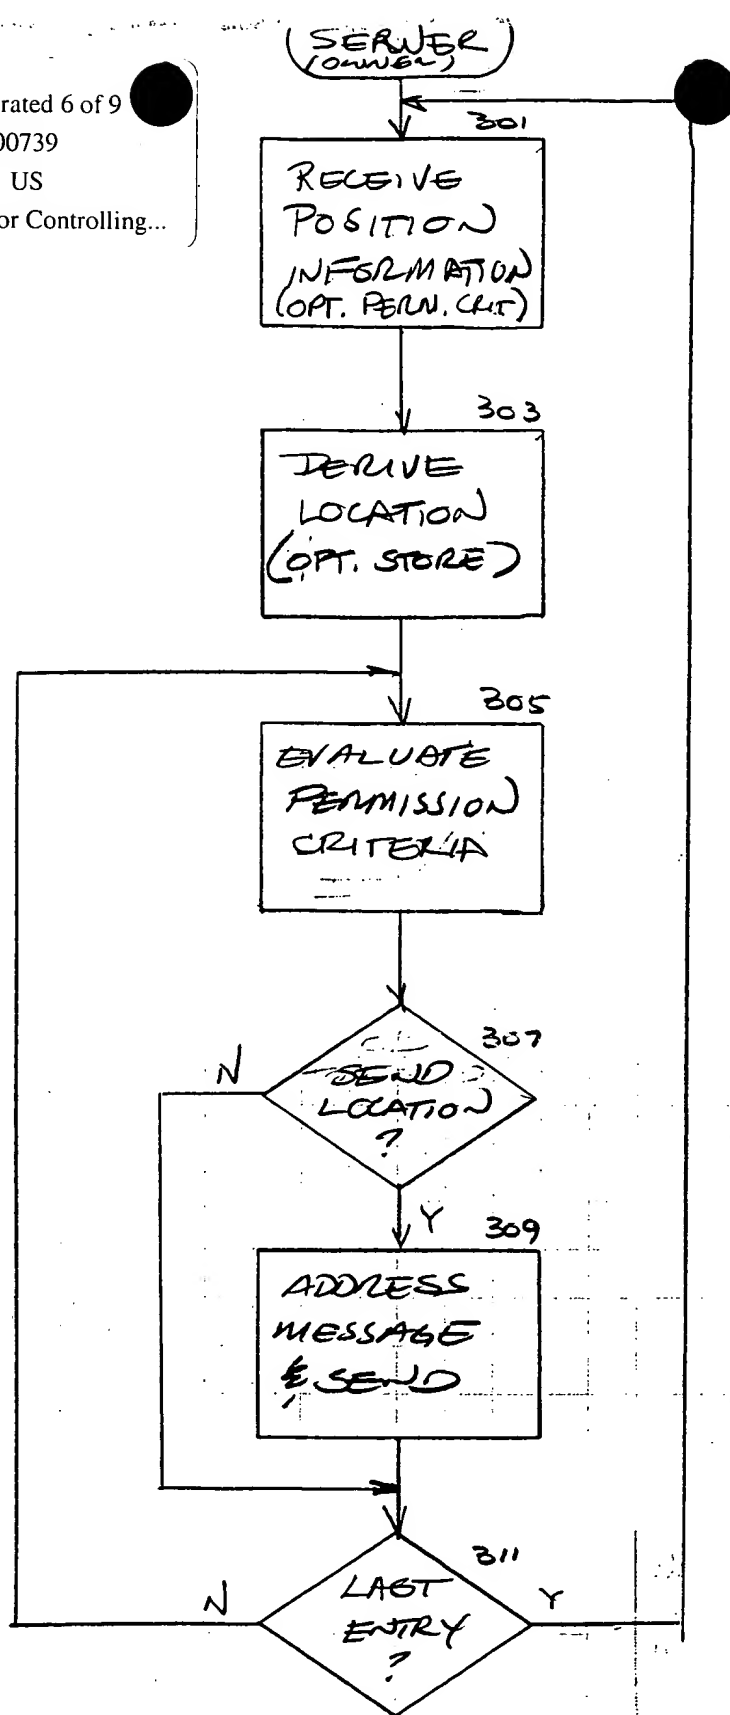 SERVER
(OWNER)
rated 6 of 9
00739
US
or Controlling...
301
RECEIVE
POSITION
INFORMATION
(OPT. PERM. CRIT)
303
DERIVE
LOCATION
(OPT. STORE)
305
EVALUATE
PERMISSION
CRITERIA
307
N
SEND
LOCATION
?
Y
309
ADDRESS
MESSAGE
& SEND
311
N
LAST
ENTRY
?
Y